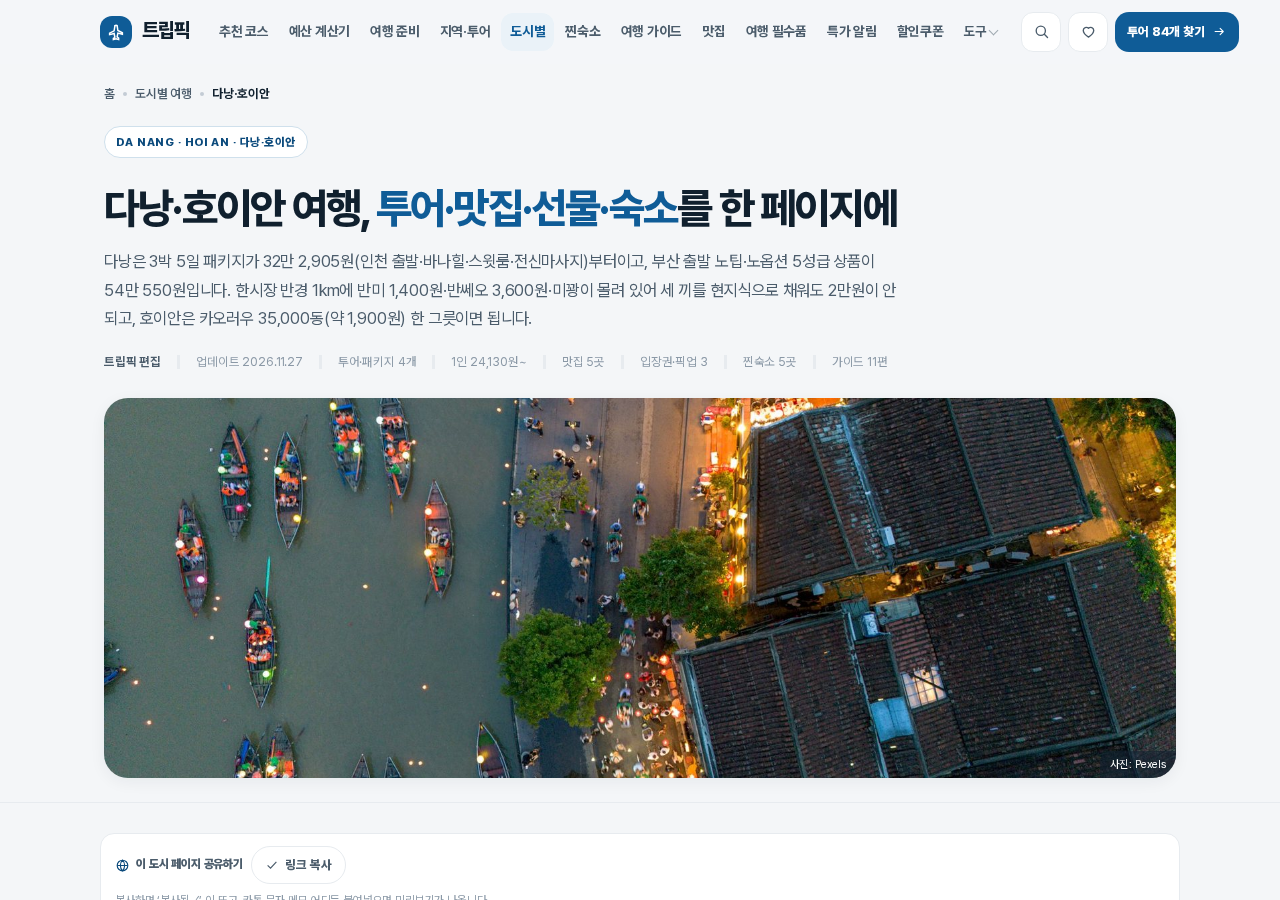 트립픽
추천 코스 예산 계산기 여행 준비 지역·투어 도시별 찐숙소 여행 가이드 맛집 여행 필수품 특가 알림 할인쿠폰 도구 투어 84개 찾기 →
홈 • 도시별 여행 • 다낭·호이안
DA NANG · HOI AN · 다낭·호이안
다낭·호이안 여행, 투어·맛집·선물·숙소를 한 페이지에
다낭은 3박 5일 패키지가 32만 2,905원(인천 출발·바나힐·스윗룸·전신마사지)부터이고, 부산 출발 노팁·노옵션 5성급 상품이
54만 550원입니다. 한시장 반경 1km에 반미 1,400원·반쎄오 3,600원·미꽝이 몰려 있어 세 끼를 현지식으로 채워도 2만원이 안
되고, 호이안은 카오러우 35,000동(약 1,900원) 한 그릇이면 됩니다.
트립픽 편집 업데이트 2026.11.27 투어·패키지 4개 1인 24,130원~ 맛집 5곳 입장권·픽업 3 찐숙소 5곳 가이드 11편
사진: Pexels
이 도시 페이지 공유하기 링크 복사